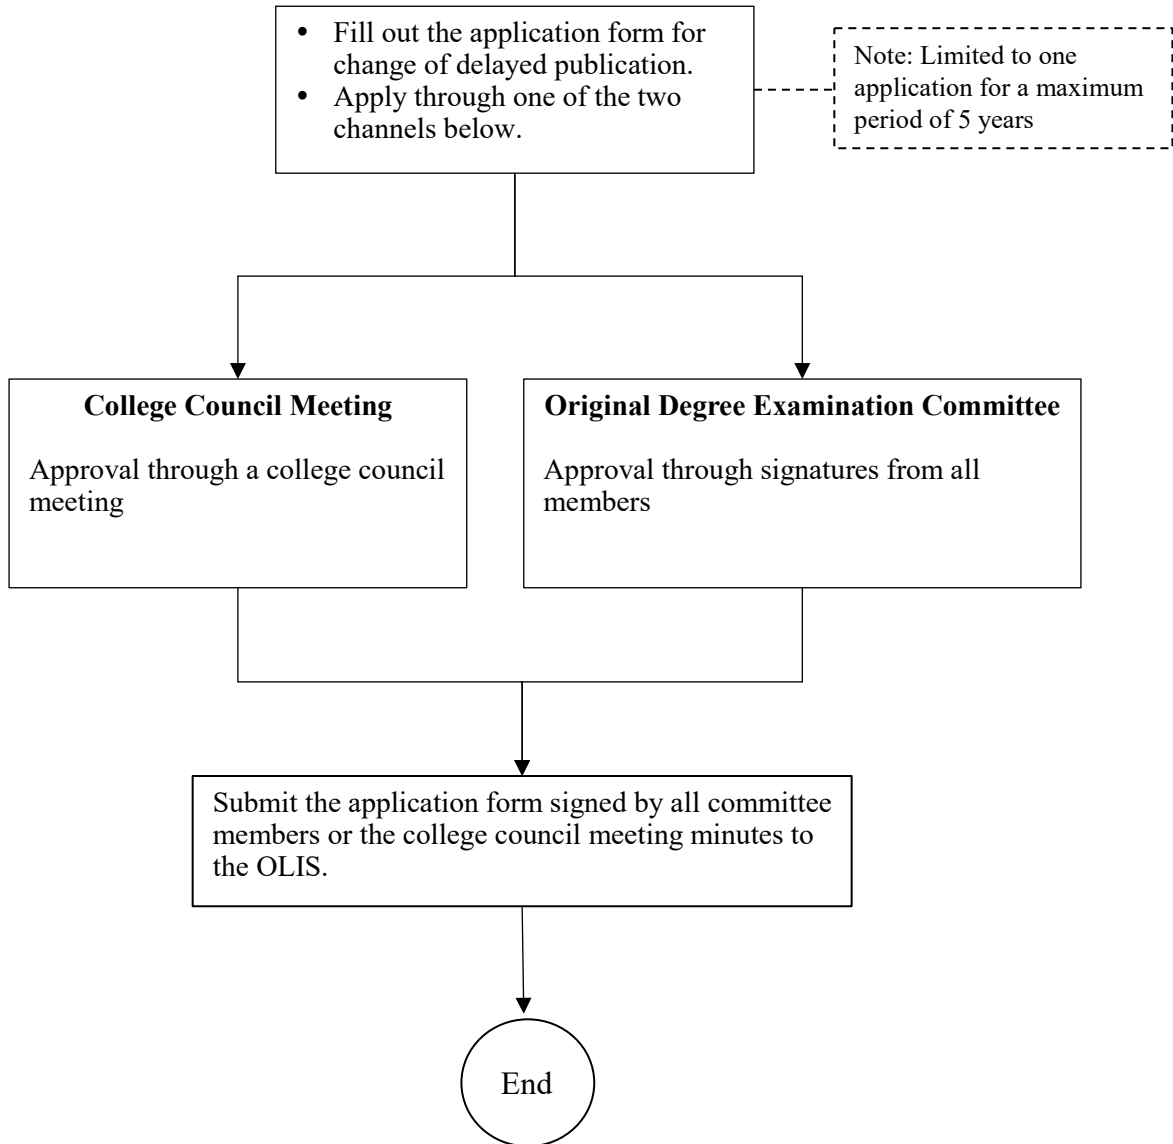 • Fill out the application form for
change of delayed publication.
• Apply through one of the two
channels below.
Note: Limited to one
application for a maximum
period of 5 years
College Council Meeting
Approval through a college council
meeting
Original Degree Examination Committee
Approval through signatures from all
members
Submit the application form signed by all committee
members or the college council meeting minutes to
the OLIS.
End